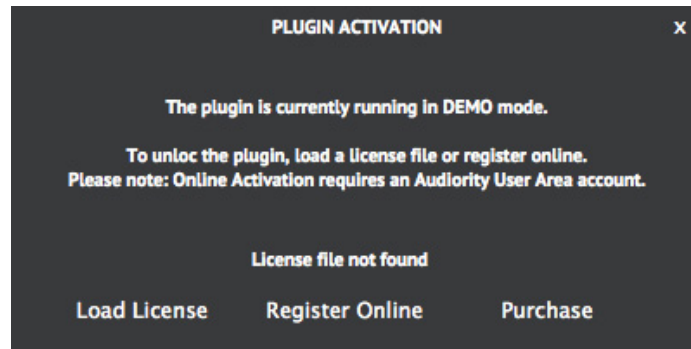 PLUGIN ACTIVATION x
The plugin is currently running in DEMO mode.
To unloc the plugin, load a license file or register online.
Please note: Online Activation requires an Audiority User Area account.
License file not found
Load License Register Online Purchase